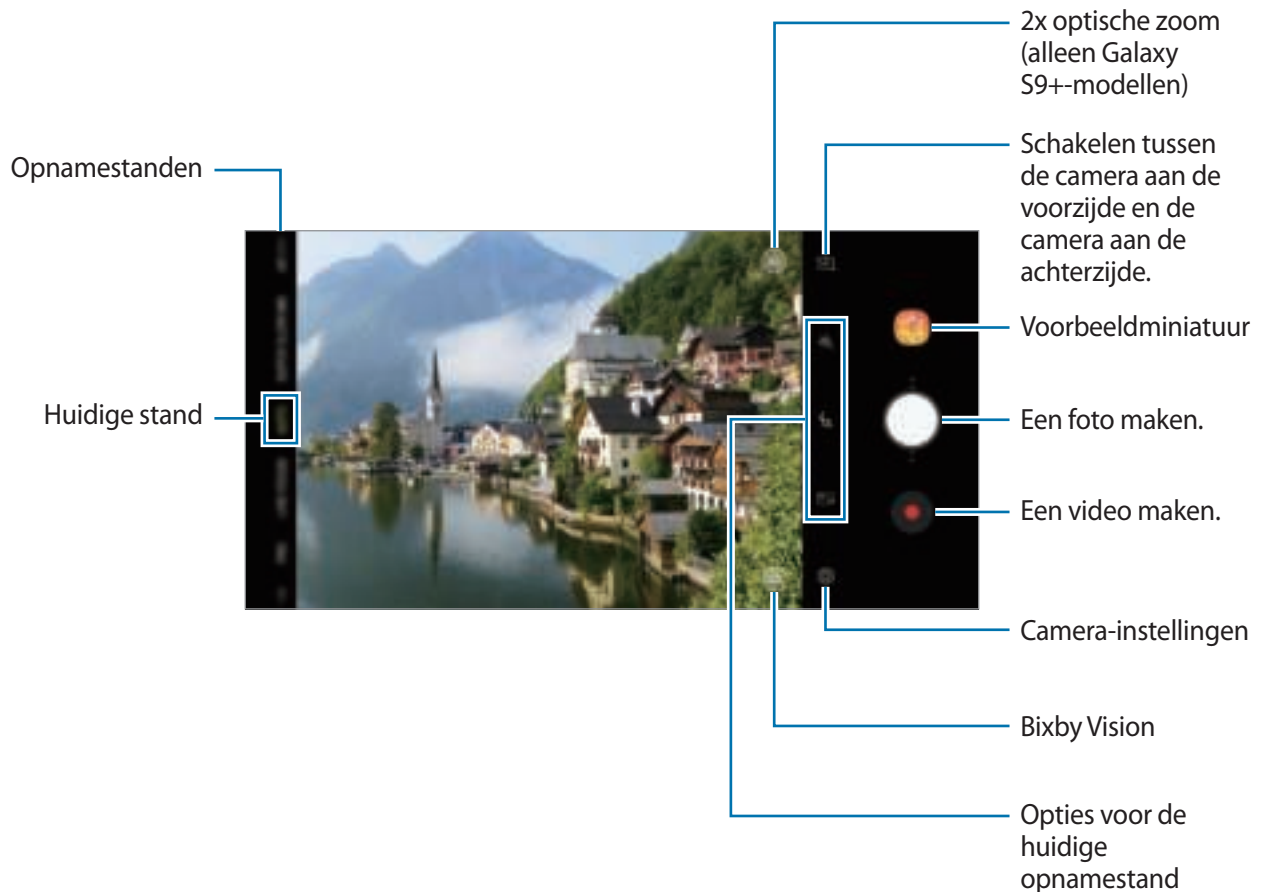 2x optische zoom
(alleen Galaxy
S9+-modellen)
Opnamestanden
Schakelen tussen
de camera aan de
voorzijde en de
camera aan de
achterzijde.
Voorbeeldminiatuur
Huidige stand
Een foto maken.
Een video maken.
Camera-instellingen
Bixby Vision
Opties voor de
huidige
opnamestand